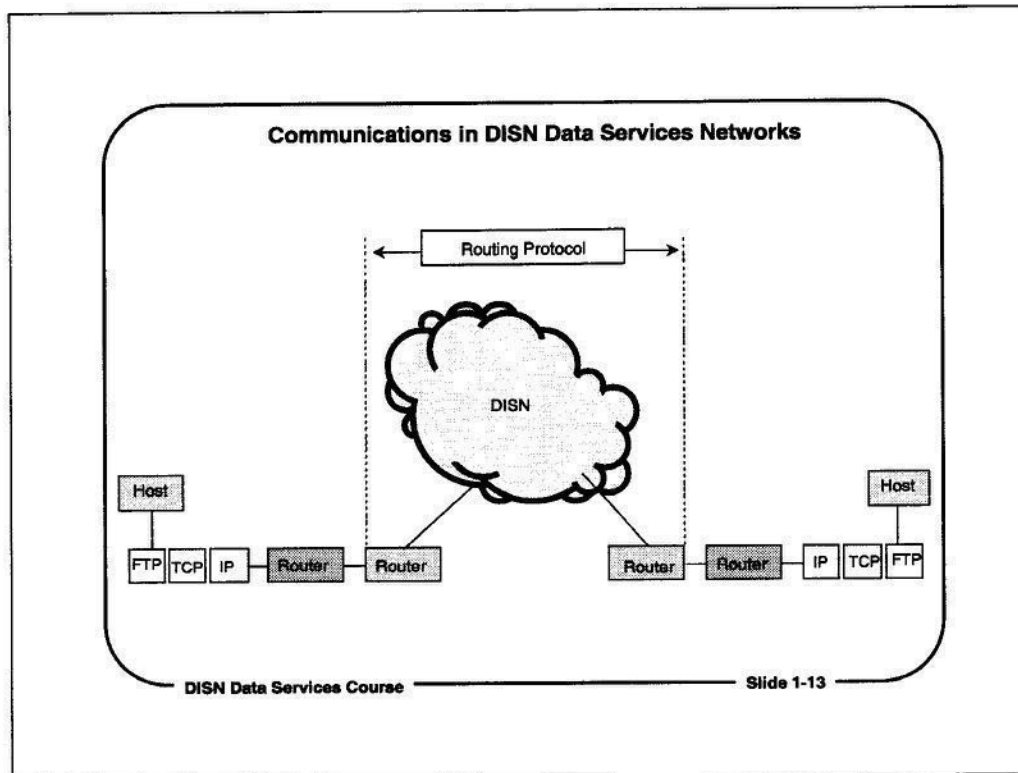 Communications in DISN Data Services Networks
Routing Protocol
DISN
Host
Host
FTP TCP IP Router Router
Router Router IP TCP FTP
DISN Data Services Course
Slide 1-13